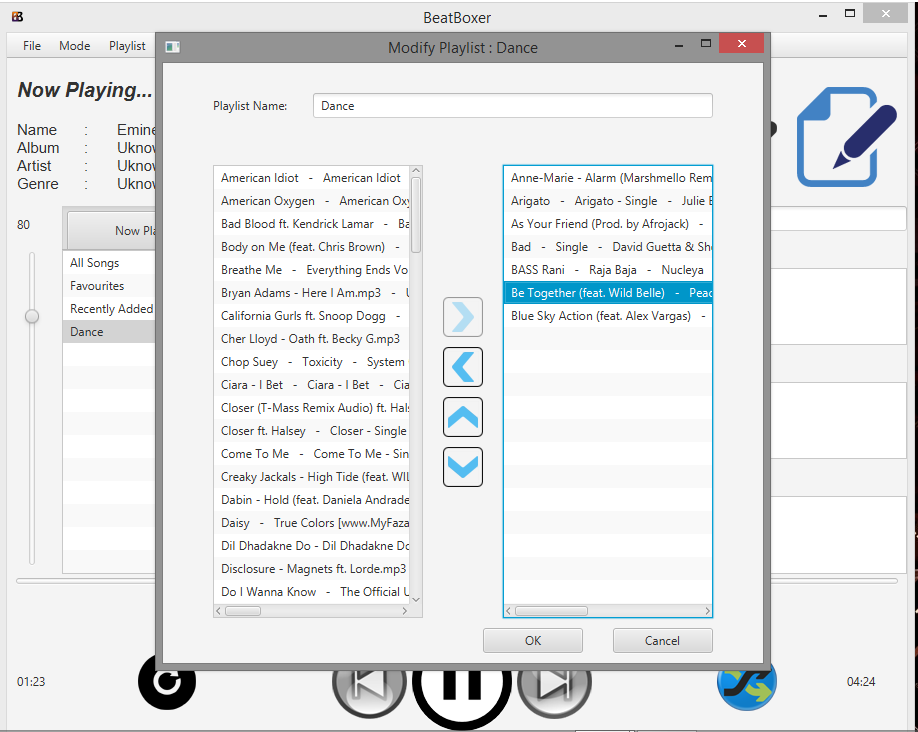 BB
BeatBoxer
File Mode Playlist
Modify Playlist : Dance
Now Playing...
Name : Emine
Album : Uknow
Artist : Uknow
Genre : Uknow
80
Now Pla
All Songs
Favourites
Recently Added
Dance
Playlist Name: Dance
American Idiot - American Idiot
American Oxygen - American Oxy
Bad Blood ft. Kendrick Lamar - Ba
Body on Me (feat. Chris Brown) -
Breathe Me - Everything Ends Vo
Bryan Adams - Here I Am.mp3 - U
California Gurls ft. Snoop Dogg -
Cher Lloyd - Oath ft. Becky G.mp3
Chop Suey - Toxicity - System
Ciara - I Bet - Ciara - I Bet - Cia
Closer (T-Mass Remix Audio) ft. Hals
Closer ft. Halsey - Closer - Single
Come To Me - Come To Me - Sin
Creaky Jackals - High Tide (feat. WIL
Dabin - Hold (feat. Daniela Andrade
Daisy - True Colors [www.MyFaza
Dil Dhadakne Do - Dil Dhadakne Do
Disclosure - Magnets ft. Lorde.mp3
Do I Wanna Know - The Official U
Anne-Marie - Alarm (Marshmello Rem
Arigato - Arigato - Single - Julie B
As Your Friend (Prod. by Afrojack) -
Bad - Single - David Guetta & Sho
BASS Rani - Raja Baja - Nucleya
Be Together (feat. Wild Belle) - Peac
Blue Sky Action (feat. Alex Vargas) -
OK Cancel
01:23
04:24